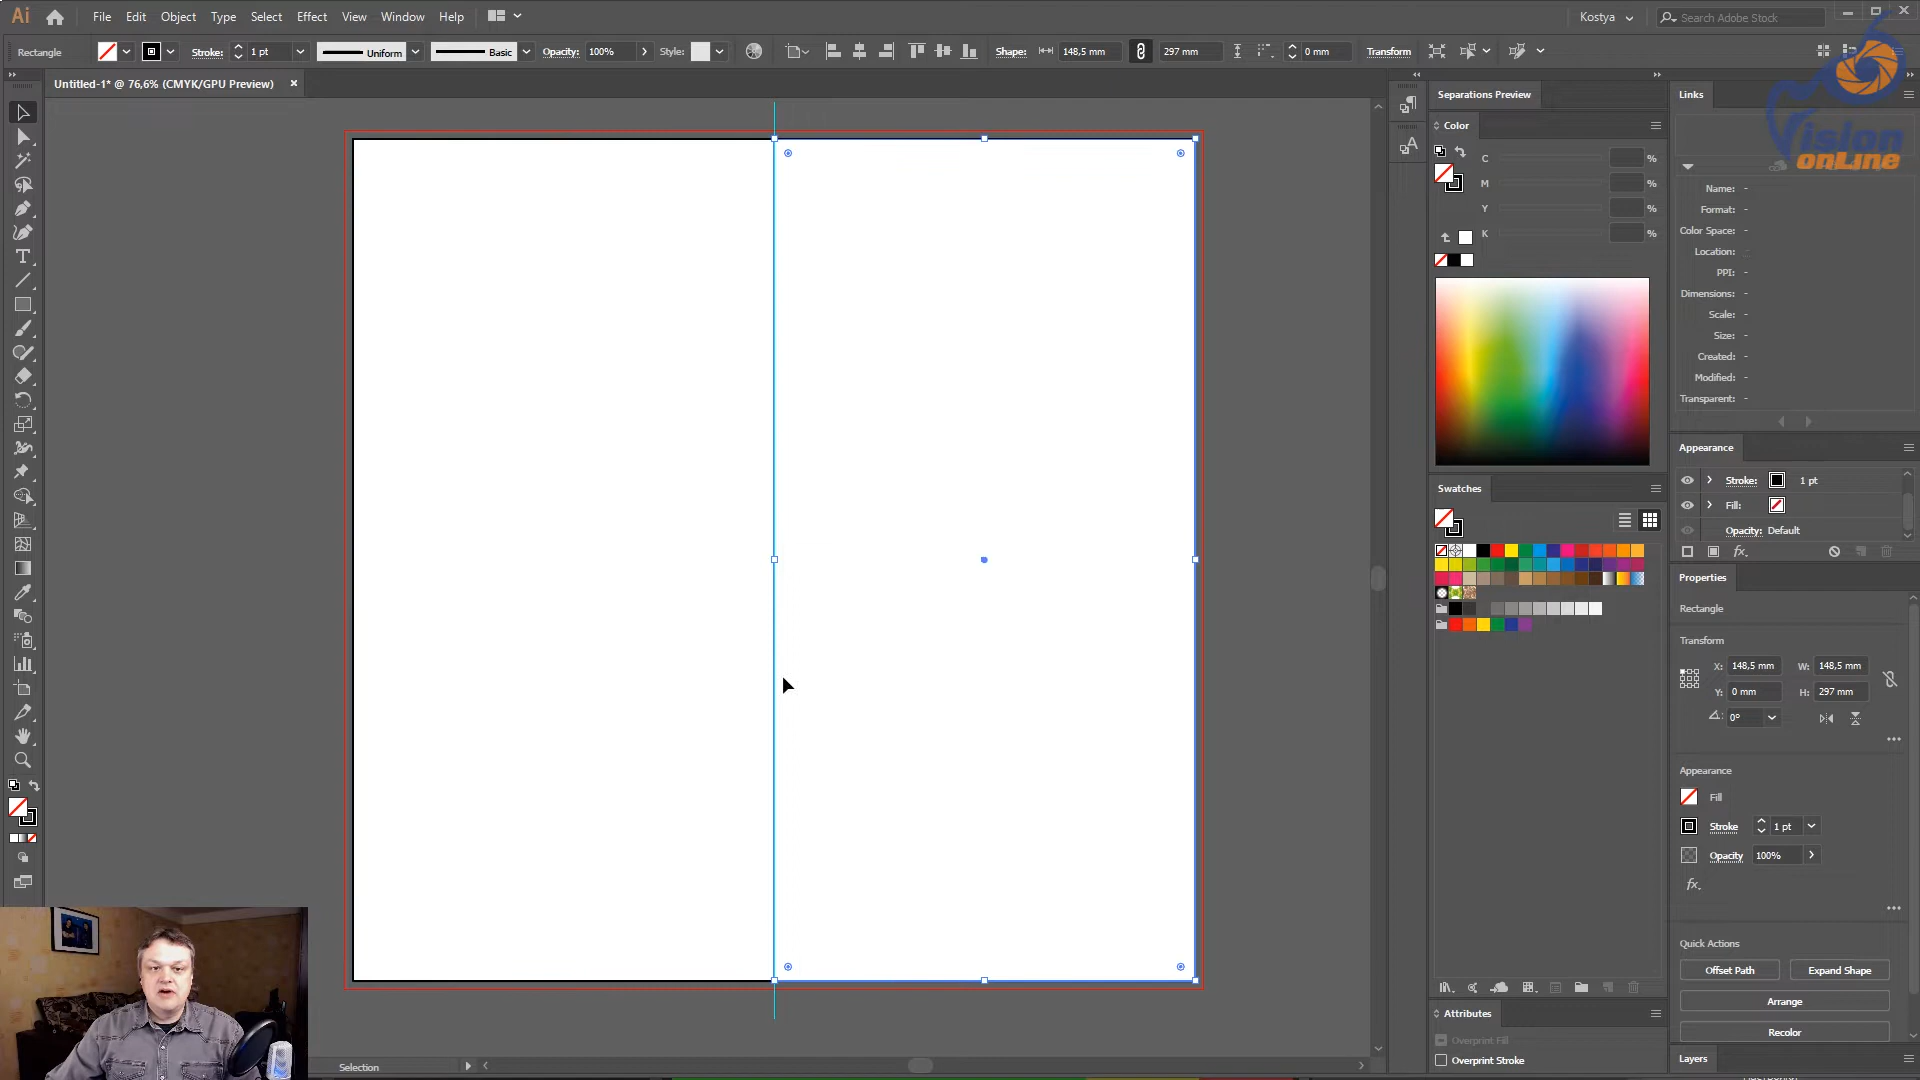 Ai File Edit Object Type Select Effect View Window Help Kostya Search Adobe Stock
Rectangle Stroke: 1 pt Uniform Basic Opacity: 100% Style: Shape: 148,5 mm 297 mm 0 mm Transform
Untitled-1* @ 76,6% (CMYK/GPU Preview) ×
Separations Preview
Color
C %
M %
Y %
K %
Swatches
Attributes
Overprint Fill
Overprint Stroke
Links
Vision
onLine
Name: -
Format: -
Color Space: -
Location: -
PPI: -
Dimensions: -
Scale: -
Size: -
Created: -
Modified: -
Transparent: -
Appearance
Stroke: 1 pt
Fill:
Opacity: Default
fx
Properties
Rectangle
Transform
X: 148,5 mm W: 148,5 mm
Y: 0 mm H: 297 mm
0°
Appearance
Fill
Stroke 1 pt
Opacity 100%
fx.
Quick Actions
Offset Path Expand Shape
Arrange
Recolor
Layers
Selection